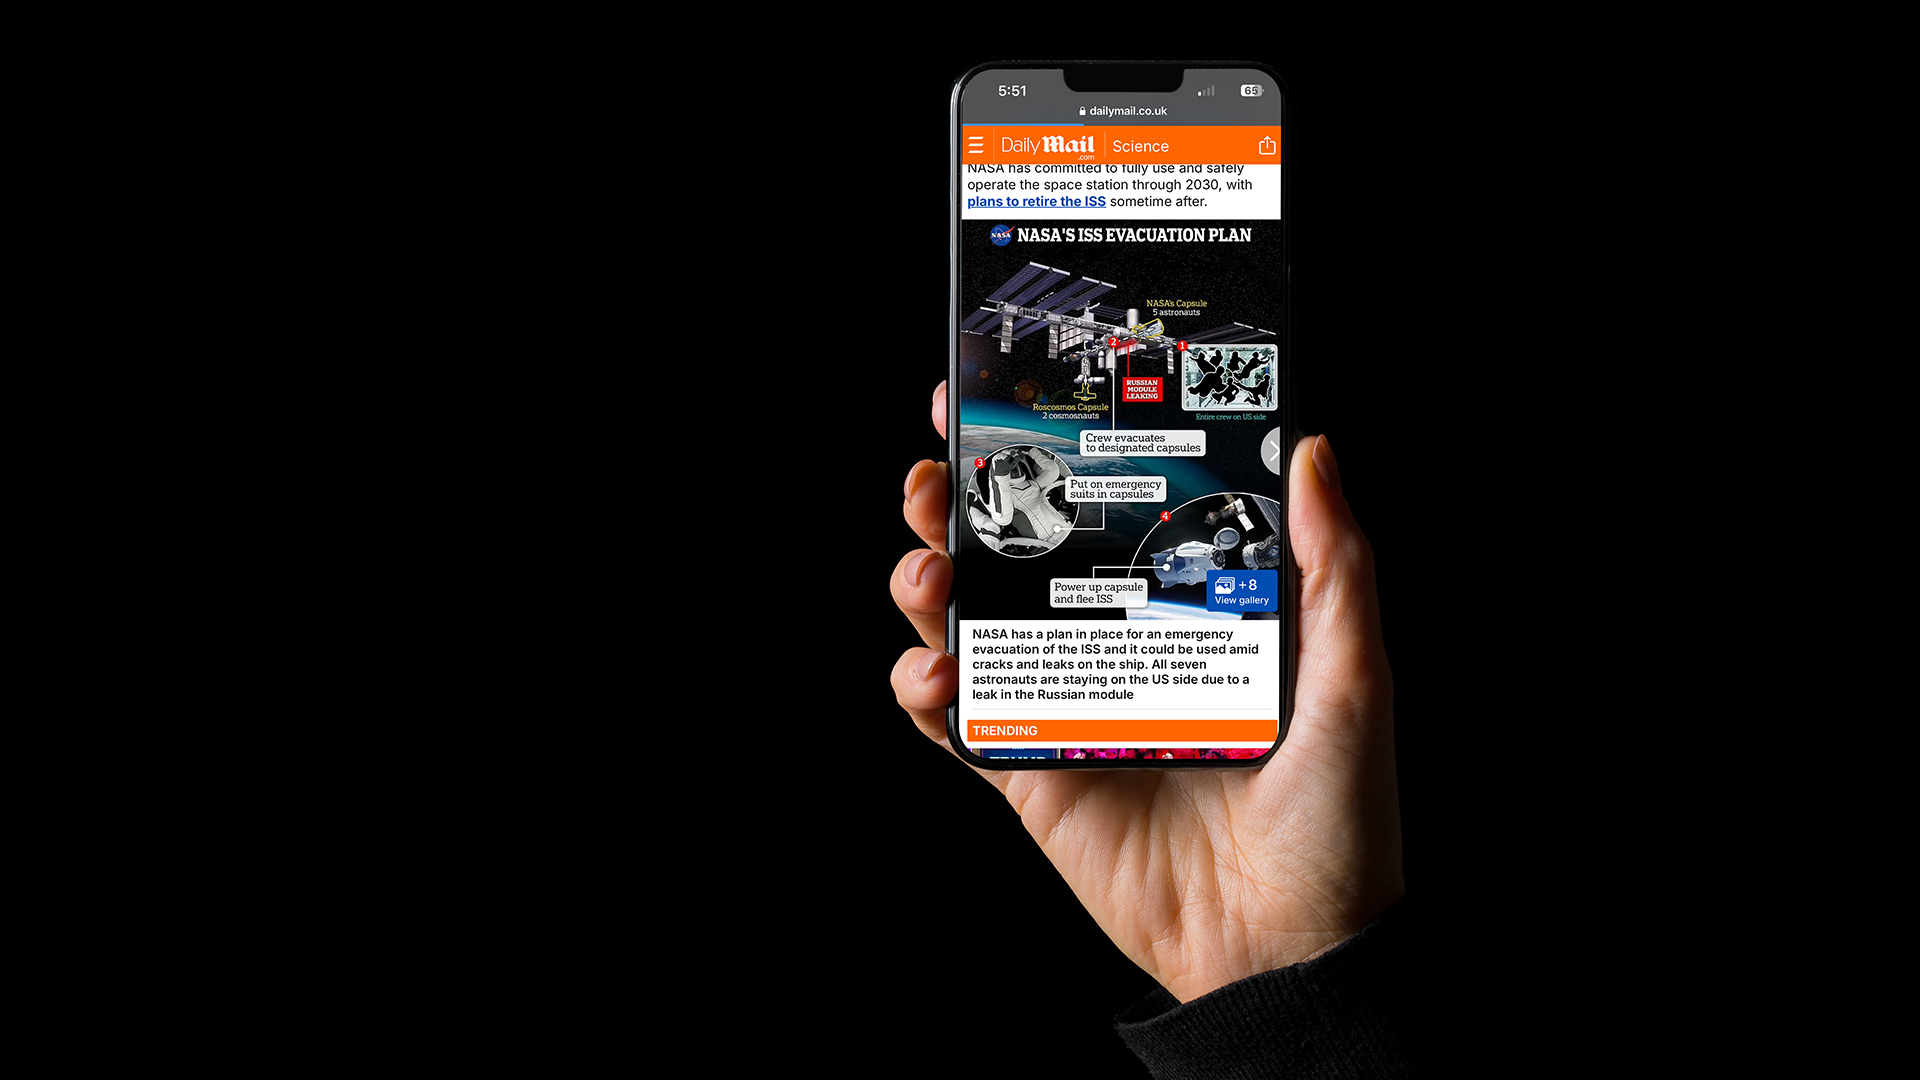 5:51
65
dailymail.co.uk
Daily Mail
.com
Science
NASA has committed to fully use and safely
operate the space station through 2030, with
plans to retire the ISS sometime after.
NASA
NASA'S ISS EVACUATION PLAN
NASA's Capsule
5 astronauts
2
1
RUSSIAN
MODULE
LEAKING
Roscosmos Capsule
2 cosmosnauts
Entire crew on US side
Crew evacuates
to designated capsules
3
Put on emergency
suits in capsules
4
Power up capsule
and flee ISS
+8
View gallery
NASA has a plan in place for an emergency
evacuation of the ISS and it could be used amid
cracks and leaks on the ship. All seven
astronauts are staying on the US side due to a
leak in the Russian module
TRENDING
TRUMP